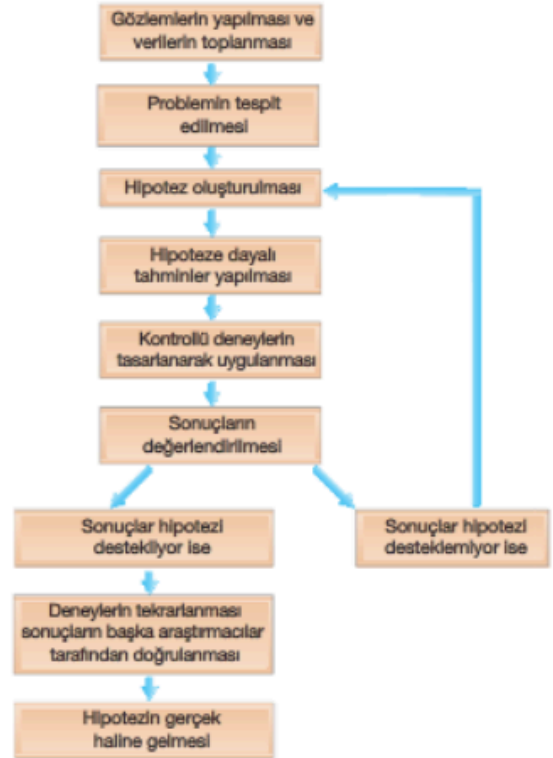 Gözlemlerin yapılması ve
verilerin toplanması
Problemin tespit
edilmesi
Hipotez oluşturulması
Hipoteze dayalı
tahminler yapılması
Kontrollü deneylerin
tasarlanarak uygulanması
Sonuçların
değerlendirilmesi
Sonuçlar hipotezi
destekliyor ise
Sonuçlar hipotezi
desteklemiyor ise
Deneylerin tekrarlanması
sonuçların başka araştırmacılar
tarafından doğrulanması
Hipotezin gerçek
haline gelmesi